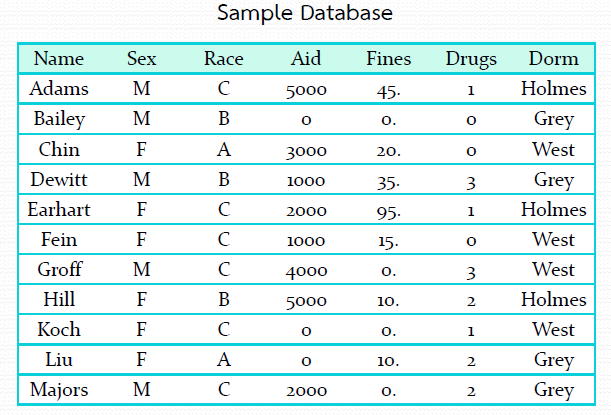 Sample Database
Name Sex Race Aid Fines Drugs Dorm
Adams M C 5000 45. 1 Holmes
Bailey M B 0 0. 0 Grey
Chin F A 3000 20. 0 West
Dewitt M B 1000 35. 3 Grey
Earhart F C 2000 95. 1 Holmes
Fein F C 1000 15. 0 West
Groff M C 4000 0. 3 West
Hill F B 5000 10. 2 Holmes
Koch F C 0 0. 1 West
Liu F A 0 10. 2 Grey
Majors M C 2000 0. 2 Grey